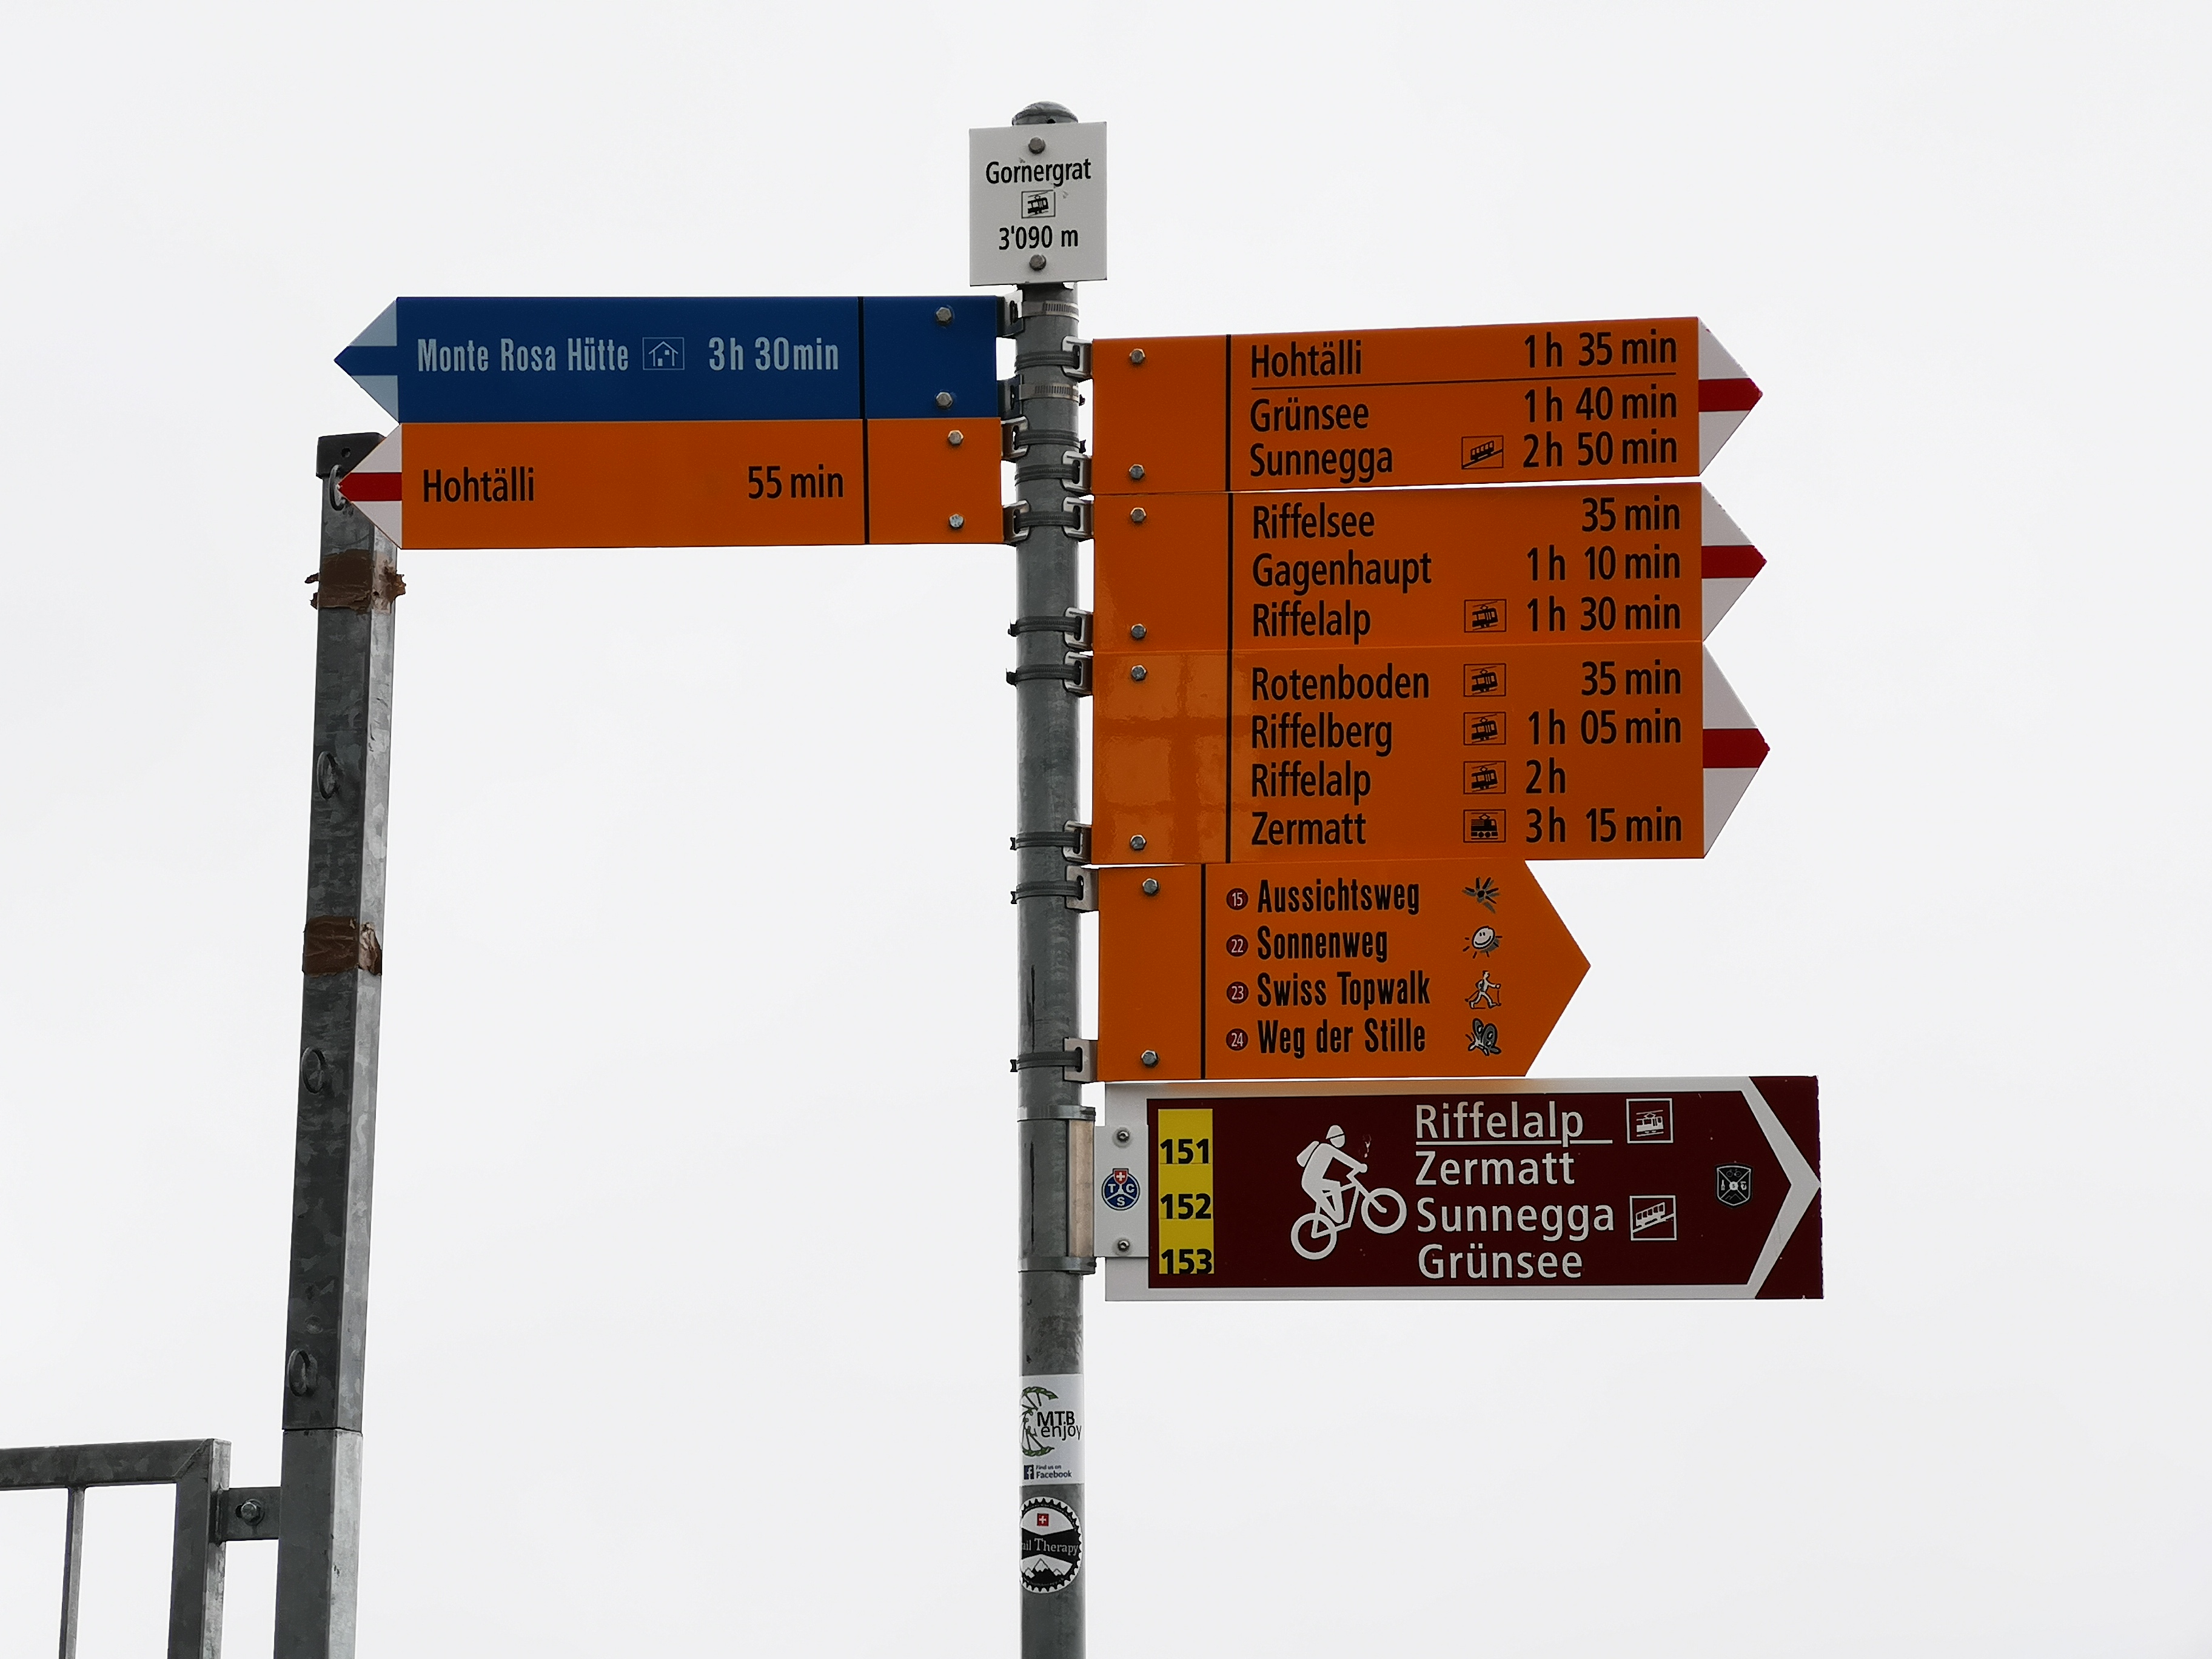 Gornergrat
3'090 m
Monte Rosa Hütte 3h 30min
Hohtälli 55 min
Hohtälli 1h 35 min
Grünsee 1h 40 min
Sunnegga 2h 50 min
Riffelsee 35 min
Gagenhaupt 1h 10 min
Riffelalp 1h 30 min
Rotenboden 35 min
Riffelberg 1h 05 min
Riffelalp 2h
Zermatt 3h 15 min
15 Aussichtsweg
22 Sonnenweg
23 Swiss Topwalk
24 Weg der Stille
TCS
151
152
153
Riffelalp
Zermatt
Sunnegga
Grünsee
MTB
enjoy
Find us on
Facebook
Therapy